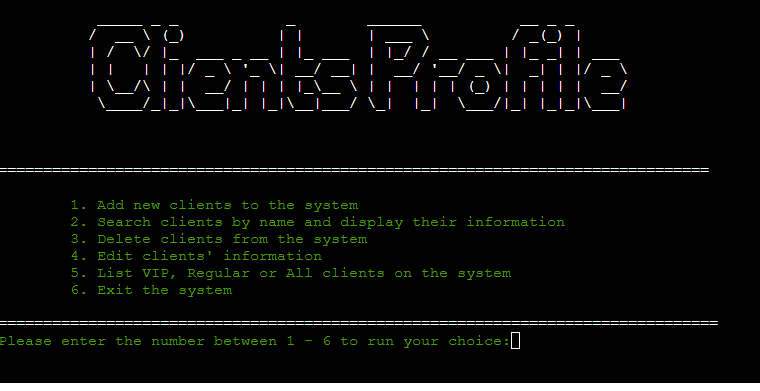 ClientsProfile
1. Add new clients to the system
2. Search clients by name and display their information
3. Delete clients from the system
4. Edit clients' information
5. List VIP, Regular or All clients on the system
6. Exit the system
Please enter the number between 1 - 6 to run your choice: